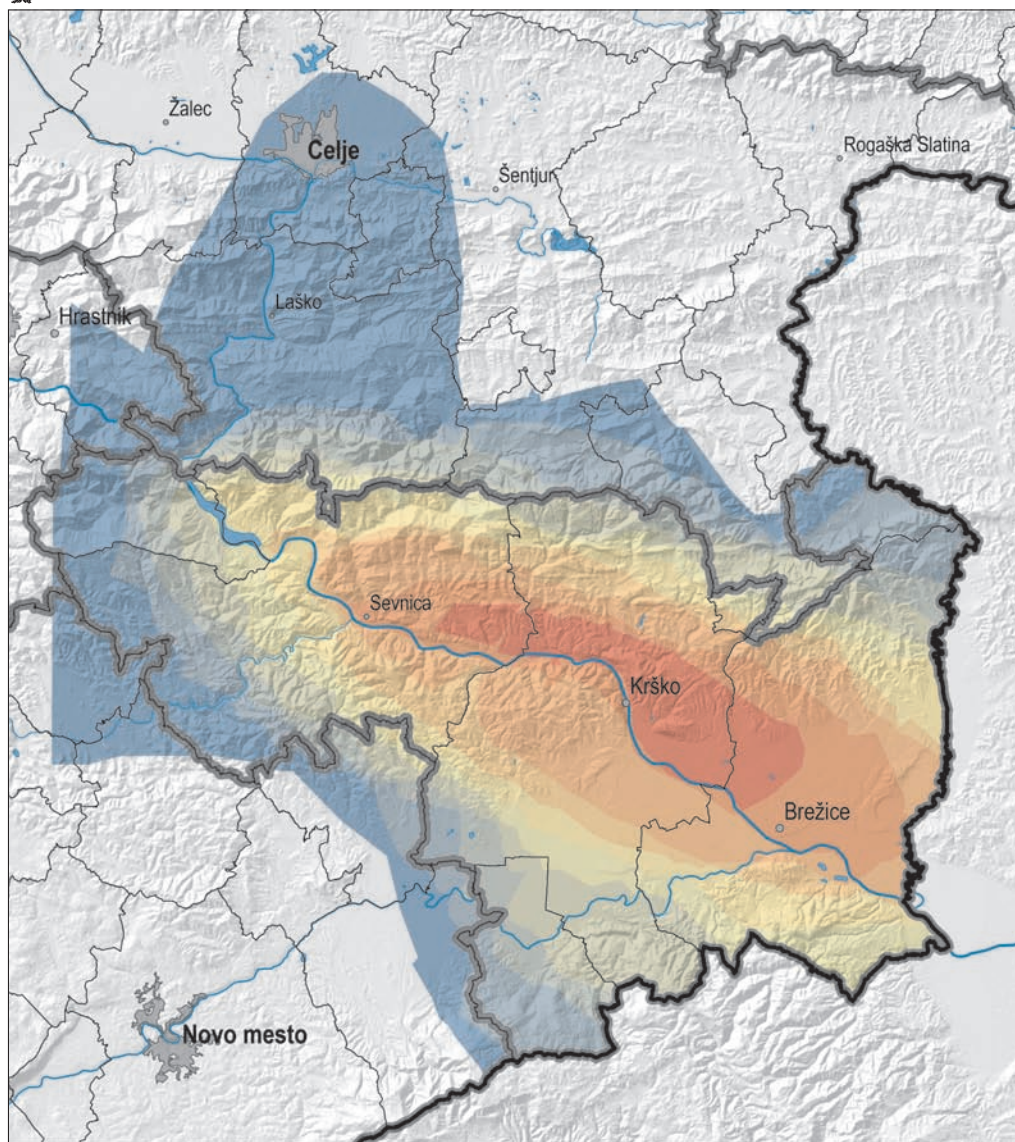 Žalec
Celje
Rogaška Slatina
Šentjur
Laško
Hrastnik
Sevnica
Krško
Brežice
Novo mesto